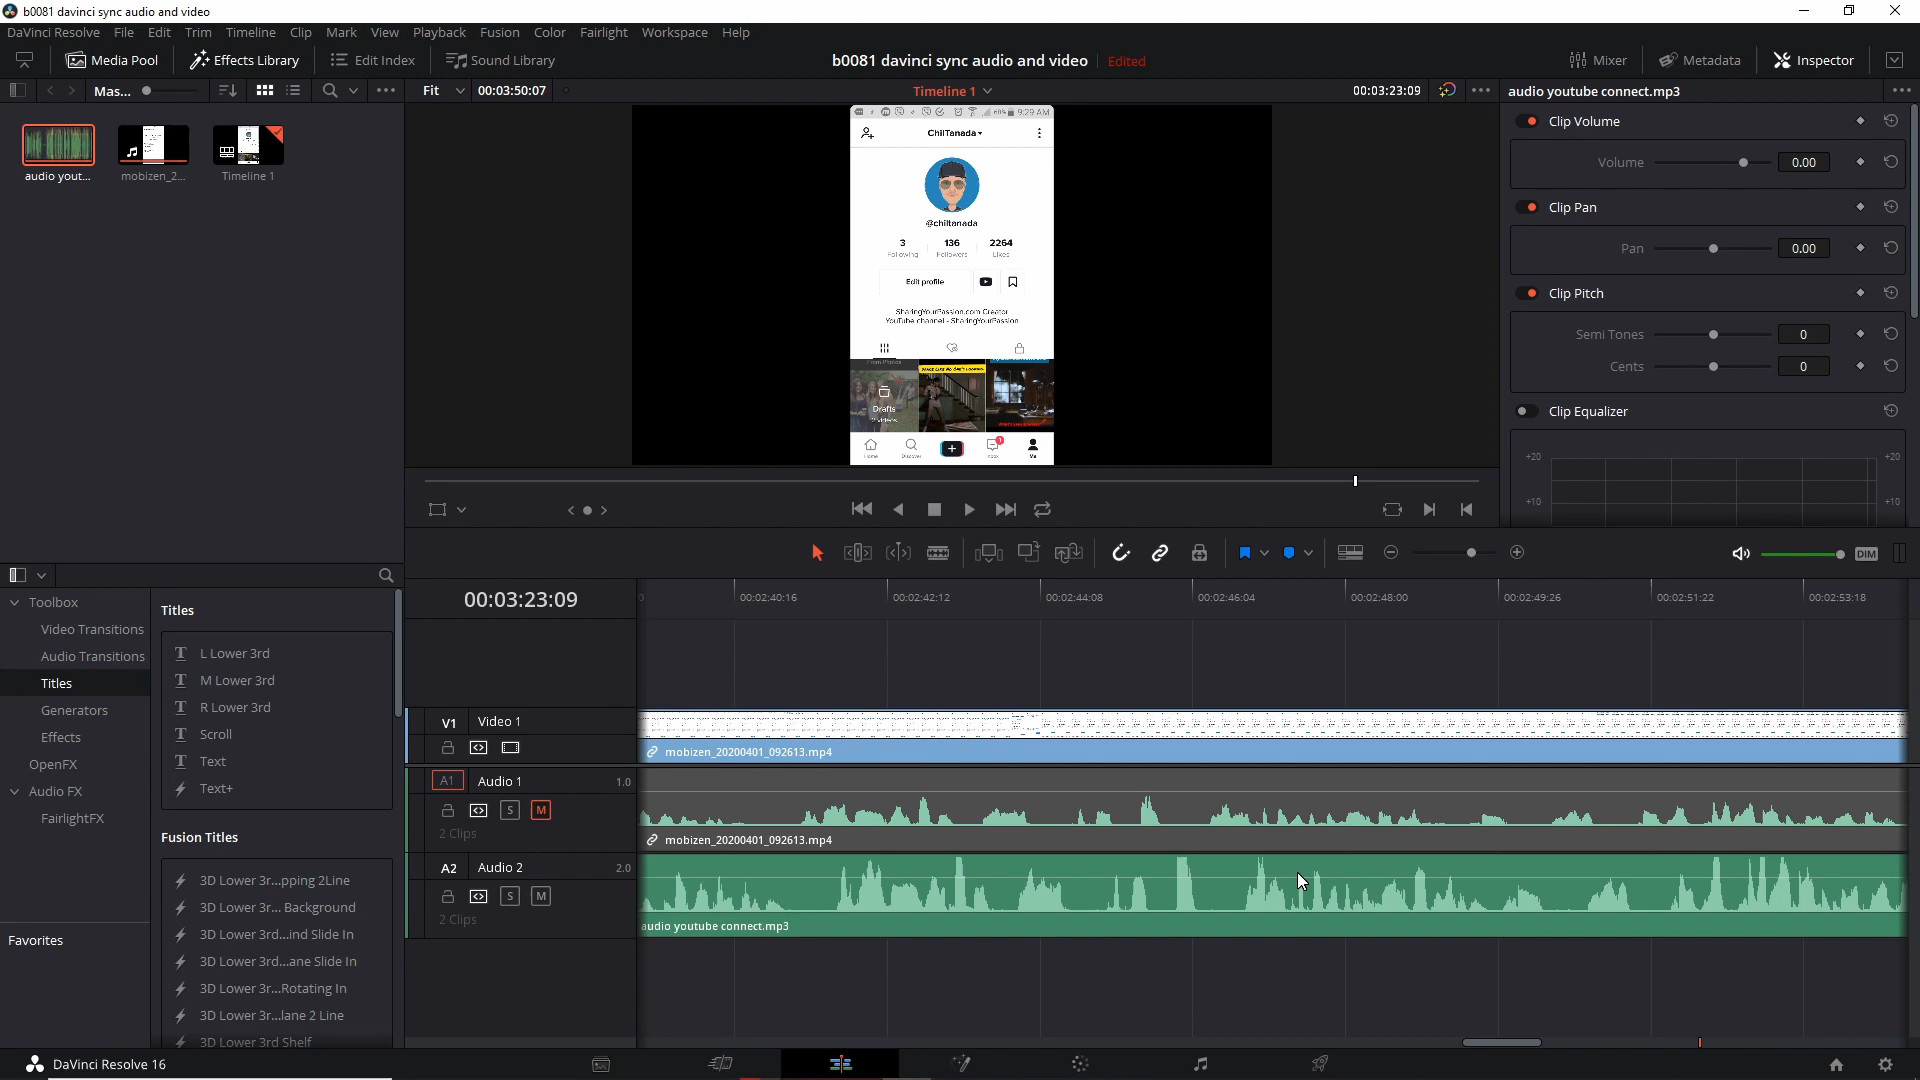 b0081 davinci sync audio and video
DaVinci Resolve File Edit Trim Timeline Clip Mark View Playback Fusion Color Fairlight Workspace Help
Media Pool Effects Library Edit Index Sound Library b0081 davinci sync audio and video Edited Mixer Metadata Inspector
Mas... Fit 00:03:50:07 Timeline 1 00:03:23:09 audio youtube connect.mp3
audio yout... mobizen_2... Timeline 1
9:29 AM
ChilTanada
@chiltanada
3 136 2264
Following Followers Likes
Edit profile
SharingYourPassion.com Creator
YouTube channel - SharingYourPassion
Drafts
2 videos
Home Discover Inbox Me
1
Clip Volume
Volume 0.00
Clip Pan
Pan 0.00
Clip Pitch
Semi Tones 0
Cents 0
Clip Equalizer
+20 +20
+10 +10
DIM
Toolbox
Video Transitions
Audio Transitions
Titles
Generators
Effects
OpenFX
Audio FX
FairlightFX
Favorites
Titles
L Lower 3rd
M Lower 3rd
R Lower 3rd
Scroll
Text
Text+
Fusion Titles
3D Lower 3r...pping 2Line
3D Lower 3r... Background
3D Lower 3rd...ind Slide In
3D Lower 3rd...ane Slide In
3D Lower 3r...Rotating In
3D Lower 3r...lane 2 Line
3D Lower 3rd Shelf
00:03:23:09 00:02:40:16 00:02:42:12 00:02:44:08 00:02:46:04 00:02:48:00 00:02:49:26 00:02:51:22 00:02:53:18
V1 Video 1
mobizen_20200401_092613.mp4
A1 Audio 1 1.0
S M
2 Clips
mobizen_20200401_092613.mp4
A2 Audio 2 2.0
S M
2 Clips
audio youtube connect.mp3
DaVinci Resolve 16